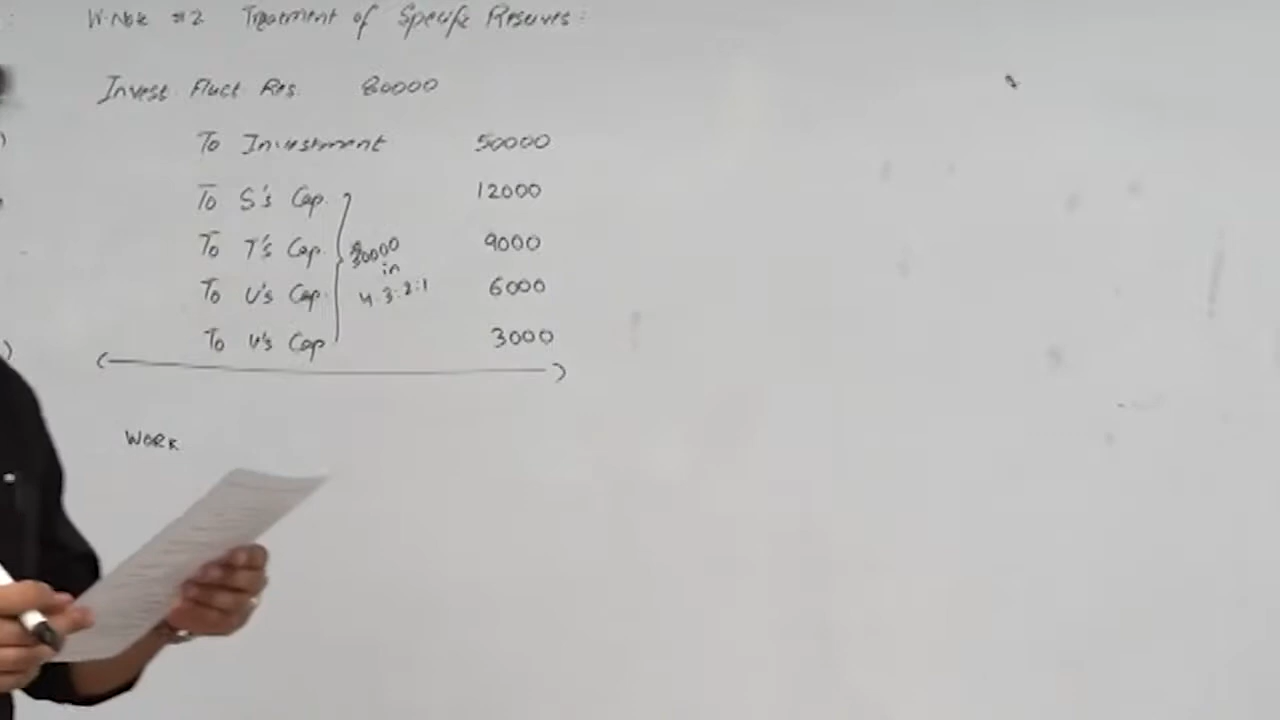 W. Note #2 Treatment of Specific Reserves:
Invest Fluct Res. 80000
To Investment 50000
To S's Cap. 12000
To T's Cap. 9000
30000
in
4:3:2:1
To U's Cap. 6000
To V's Cap 3000
WORK